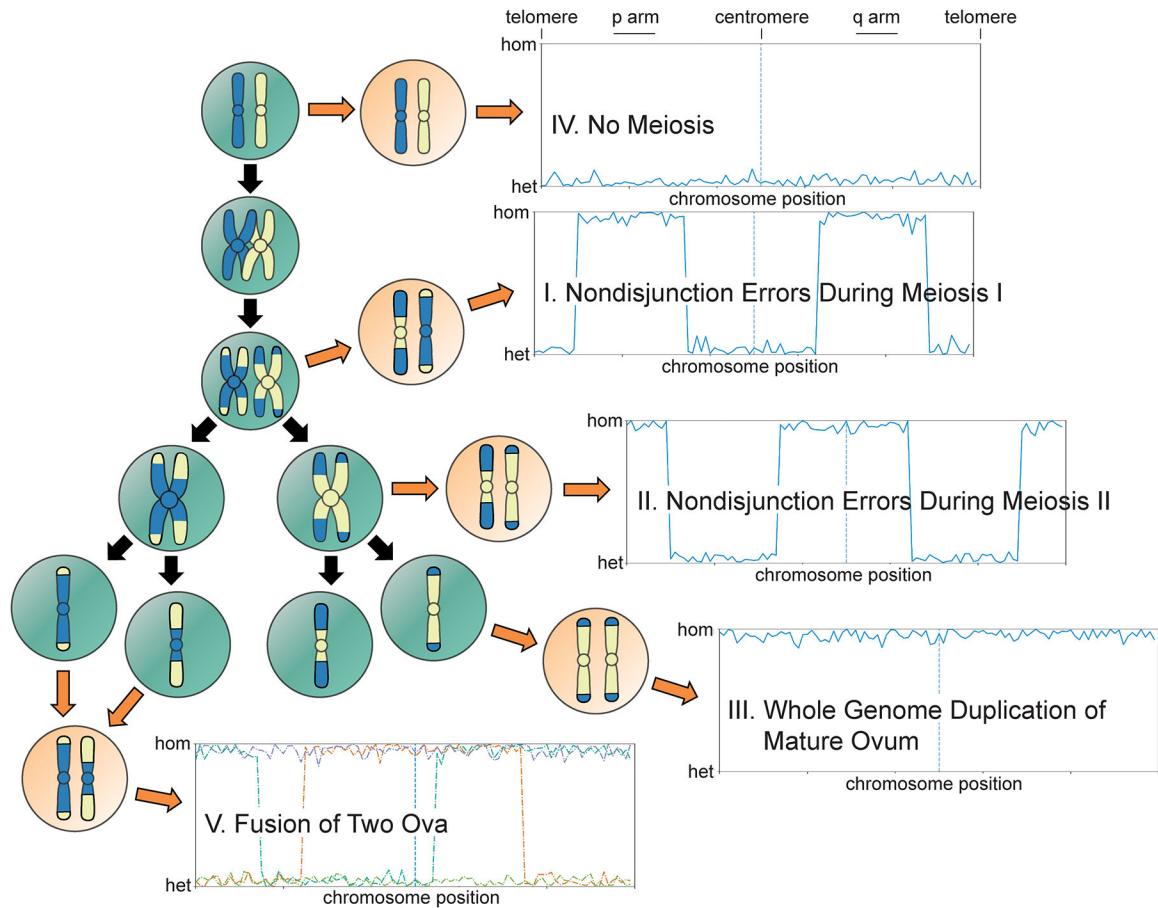 telomere p arm centromere q arm telomere
hom
IV. No Meiosis
het
chromosome position
hom
I. Nondisjunction Errors During Meiosis I
het
chromosome position
hom
II. Nondisjunction Errors During Meiosis II
het
chromosome position
hom
III. Whole Genome Duplication of
Mature Ovum
het
chromosome position
hom
V. Fusion of Two Ova
het
chromosome position